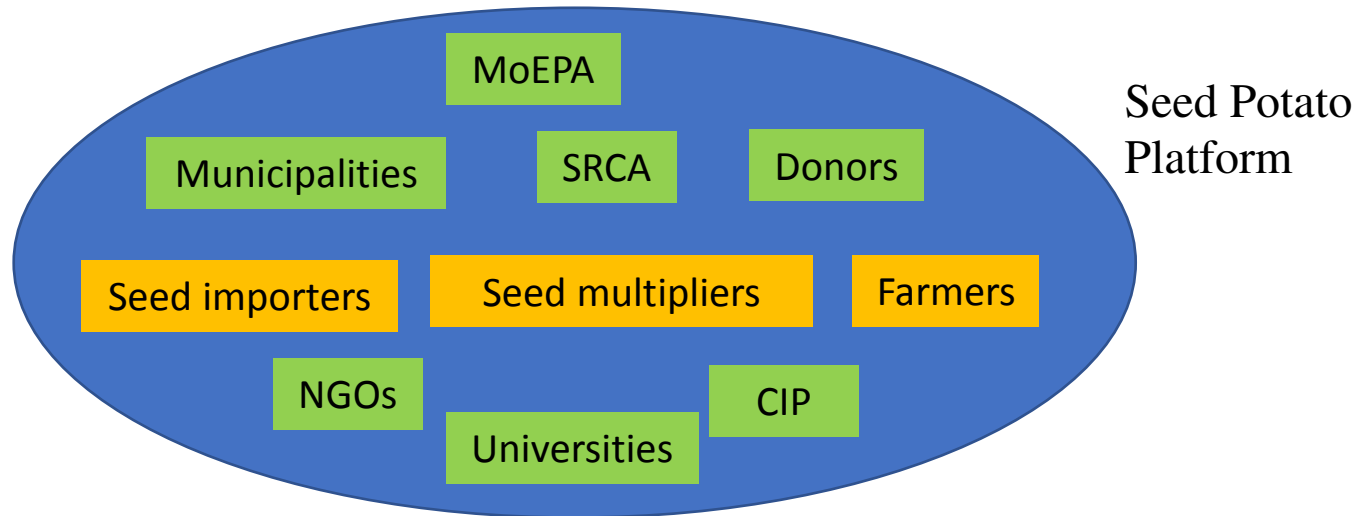 MoEPA
Seed Potato
Platform
Municipalities
SRCA
Donors
Seed importers
Seed multipliers
Farmers
NGOs
CIP
Universities